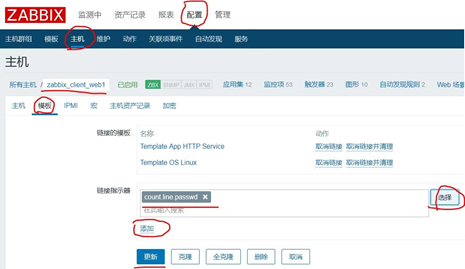 ZABBIX 监测中 资产记录 报表 配置 管理
主机群组 模板 主机 维护 动作 关联项事件 自动发现 服务
主机
所有主机 / zabbix_client_web1 已启用 ZBX SNMP JMX IPMI 应用集 12 监控项 53 触发器 23 图形 10 自动发现规则 2 Web 场景
主机 模板 IPMI 宏 主机资产记录 加密
链接的模板 名称 动作
Template App HTTP Service 取消链接 取消链接并清理
Template OS Linux 取消链接 取消链接并清理
链接指示器 count.line.passwd 选择
在此输入搜索
添加
更新 克隆 全克隆 删除 取消